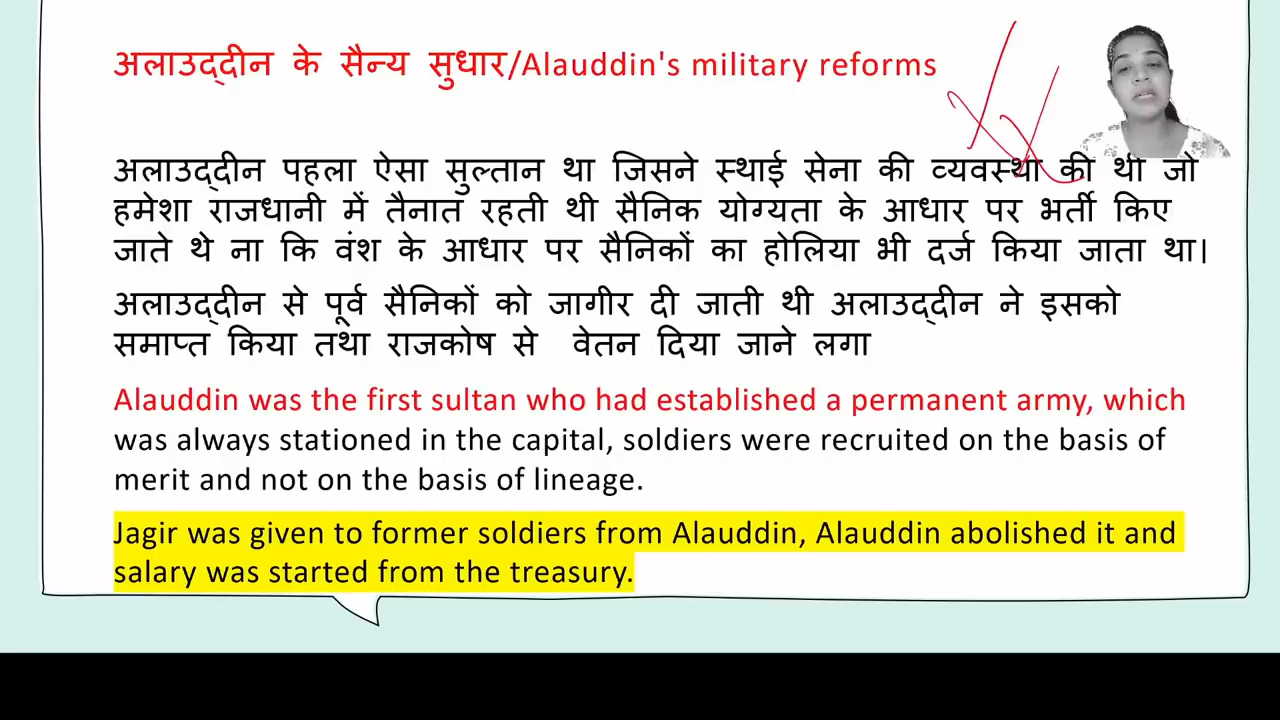 अलाउद्दीन के सैन्य सुधार/Alauddin's military reforms
अलाउद्दीन पहला ऐसा सुल्तान था जिसने स्थाई सेना की व्यवस्था की थी जो
हमेशा राजधानी में तैनात रहती थी सैनिक योग्यता के आधार पर भर्ती किए
जाते थे ना कि वंश के आधार पर सैनिकों का होलिया भी दर्ज किया जाता था।
अलाउद्दीन से पूर्व सैनिकों को जागीर दी जाती थी अलाउद्दीन ने इसको
समाप्त किया तथा राजकोष से वेतन दिया जाने लगा
Alauddin was the first sultan who had established a permanent army, which
was always stationed in the capital, soldiers were recruited on the basis of
merit and not on the basis of lineage.
Jagir was given to former soldiers from Alauddin, Alauddin abolished it and
salary was started from the treasury.